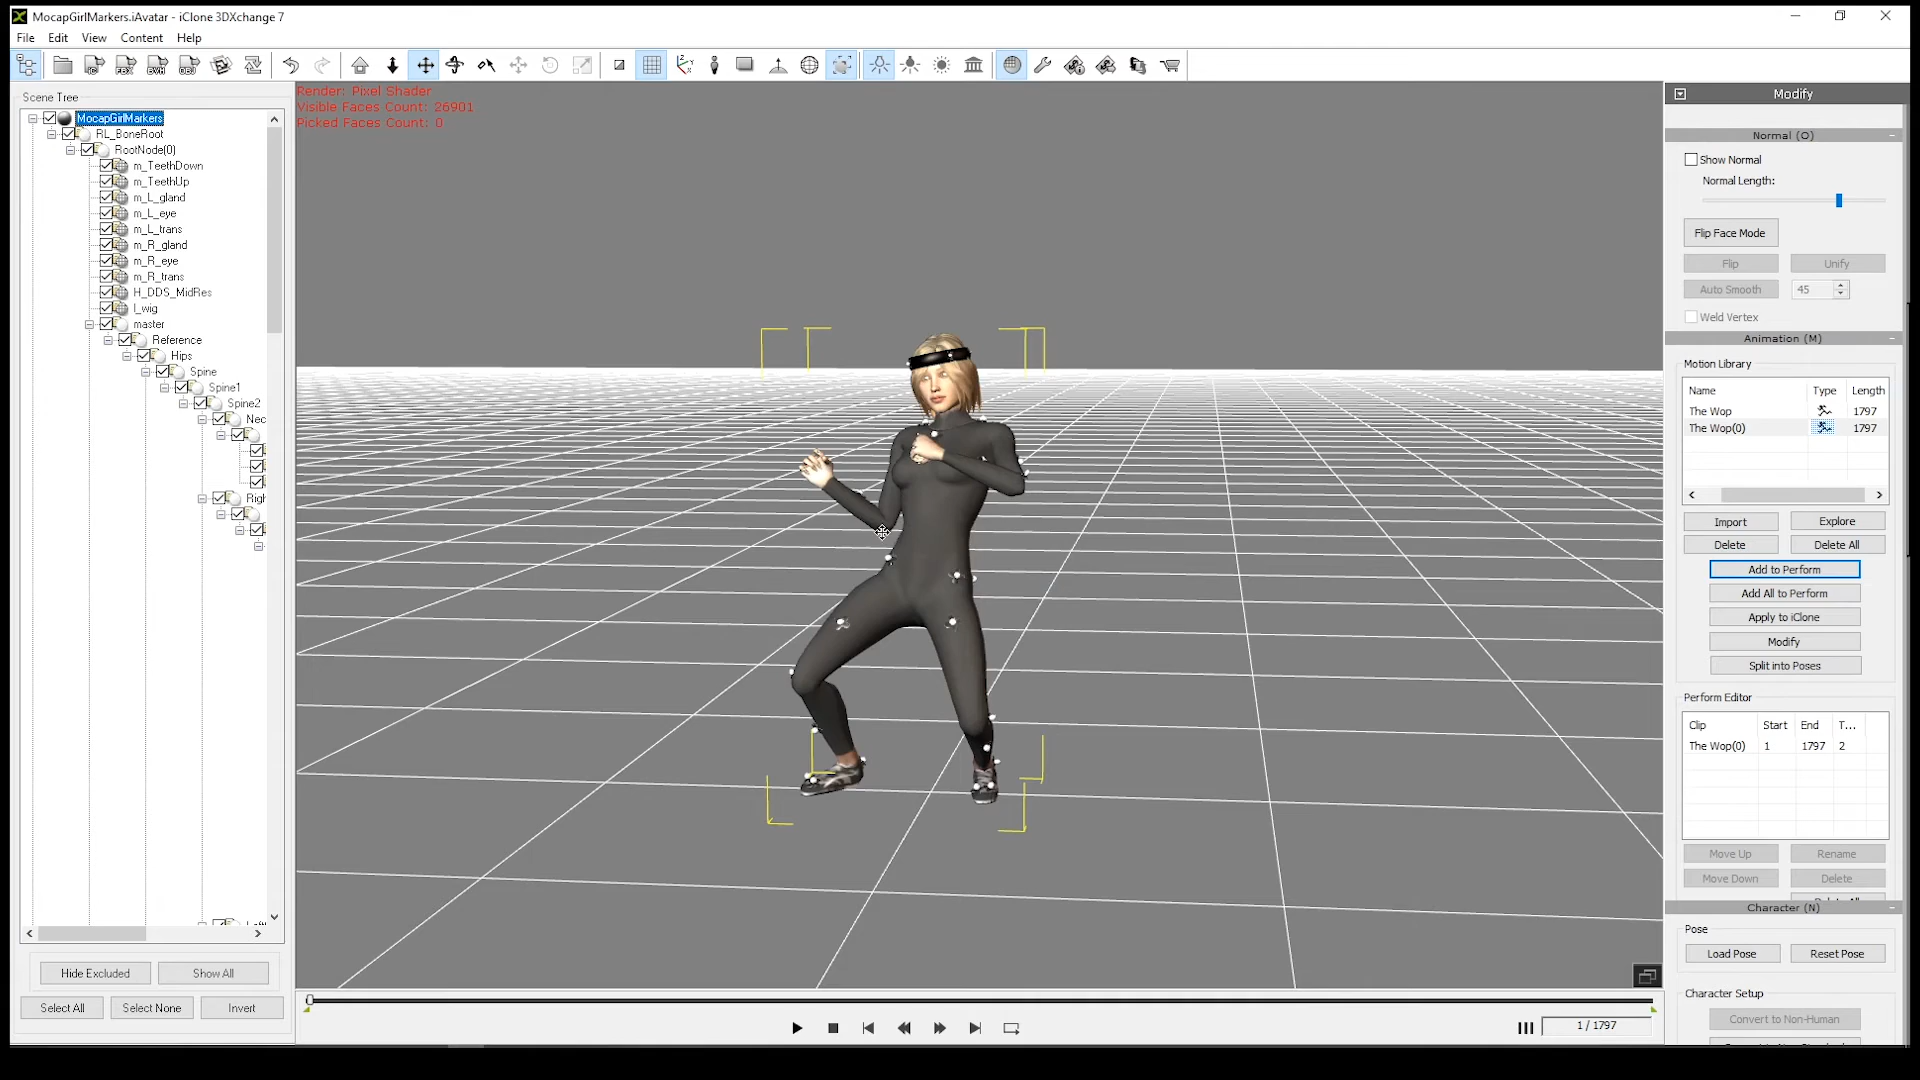 MocapGirlMarkers.iAvatar - iClone 3DXchange 7
File Edit View Content Help
IC FBX BVH OBJ
Scene Tree
MocapGirlMarkers
RL_BoneRoot
RootNode(0)
m_TeethDown
m_TeethUp
m_L_gland
m_L_eye
m_L_trans
m_R_gland
m_R_eye
m_R_trans
H_DDS_MidRes
l_wig
master
Reference
Hips
Spine
Spine1
Spine2
Nec
Righ
Hide Excluded Show All
Select All Select None Invert
Render: Pixel Shader
Visible Faces Count: 26901
Picked Faces Count: 0
1 / 1797
Modify
Normal (O)
Show Normal
Normal Length:
Flip Face Mode
Flip Unify
Auto Smooth 45
Weld Vertex
Animation (M)
Motion Library
Name Type Length
The Wop 1797
The Wop(0) 1797
Import Explore
Delete Delete All
Add to Perform
Add All to Perform
Apply to iClone
Modify
Split into Poses
Perform Editor
Clip Start End T...
The Wop(0) 1 1797 2
Move Up Rename
Move Down Delete
Character (N)
Pose
Load Pose Reset Pose
Character Setup
Convert to Non-Human